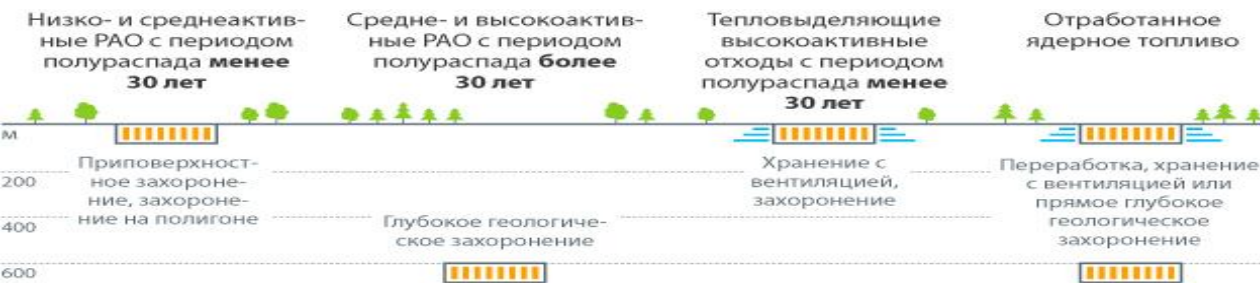 Низко- и среднеактив-
ные РАО с периодом
полураспада менее
30 лет
Средне- и высокоактив-
ные РАО с периодом
полураспада более
30 лет
Тепловыделяющие
высокоактивные
отходы с периодом
полураспада менее
30 лет
Отработанное
ядерное топливо
м
200
400
600
Приповерхност-
ное захороне-
ние, захороне-
ние на полигоне
Глубокое геологиче-
ское захоронение
Хранение с
вентиляцией,
захоронение
Переработка, хранение
с вентиляцией или
прямое глубокое
геологическое
захоронение